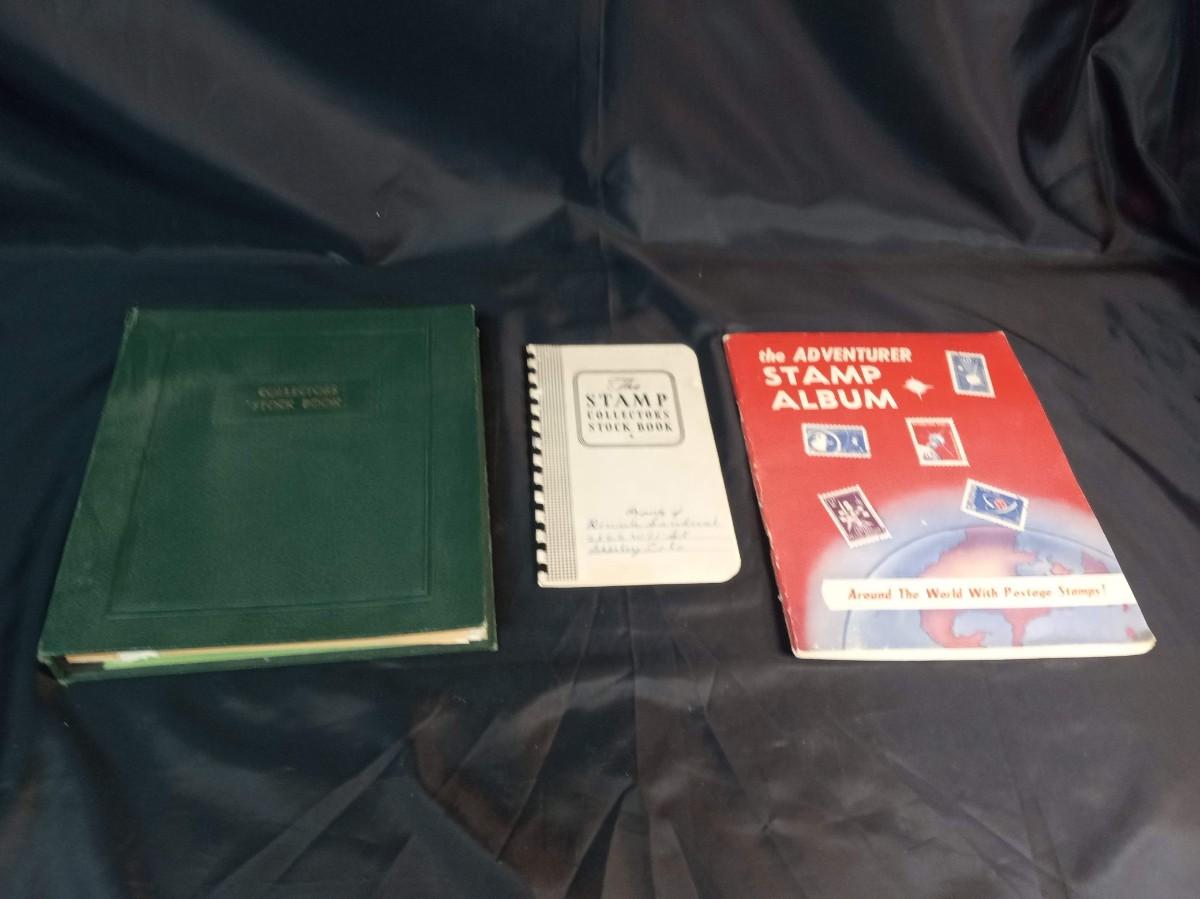 COLLECTORS
STOCK BOOK
The
STAMP
COLLECTORS
STOCK BOOK
the ADVENTURER
STAMP
ALBUM
Around The World With Postage Stamps!